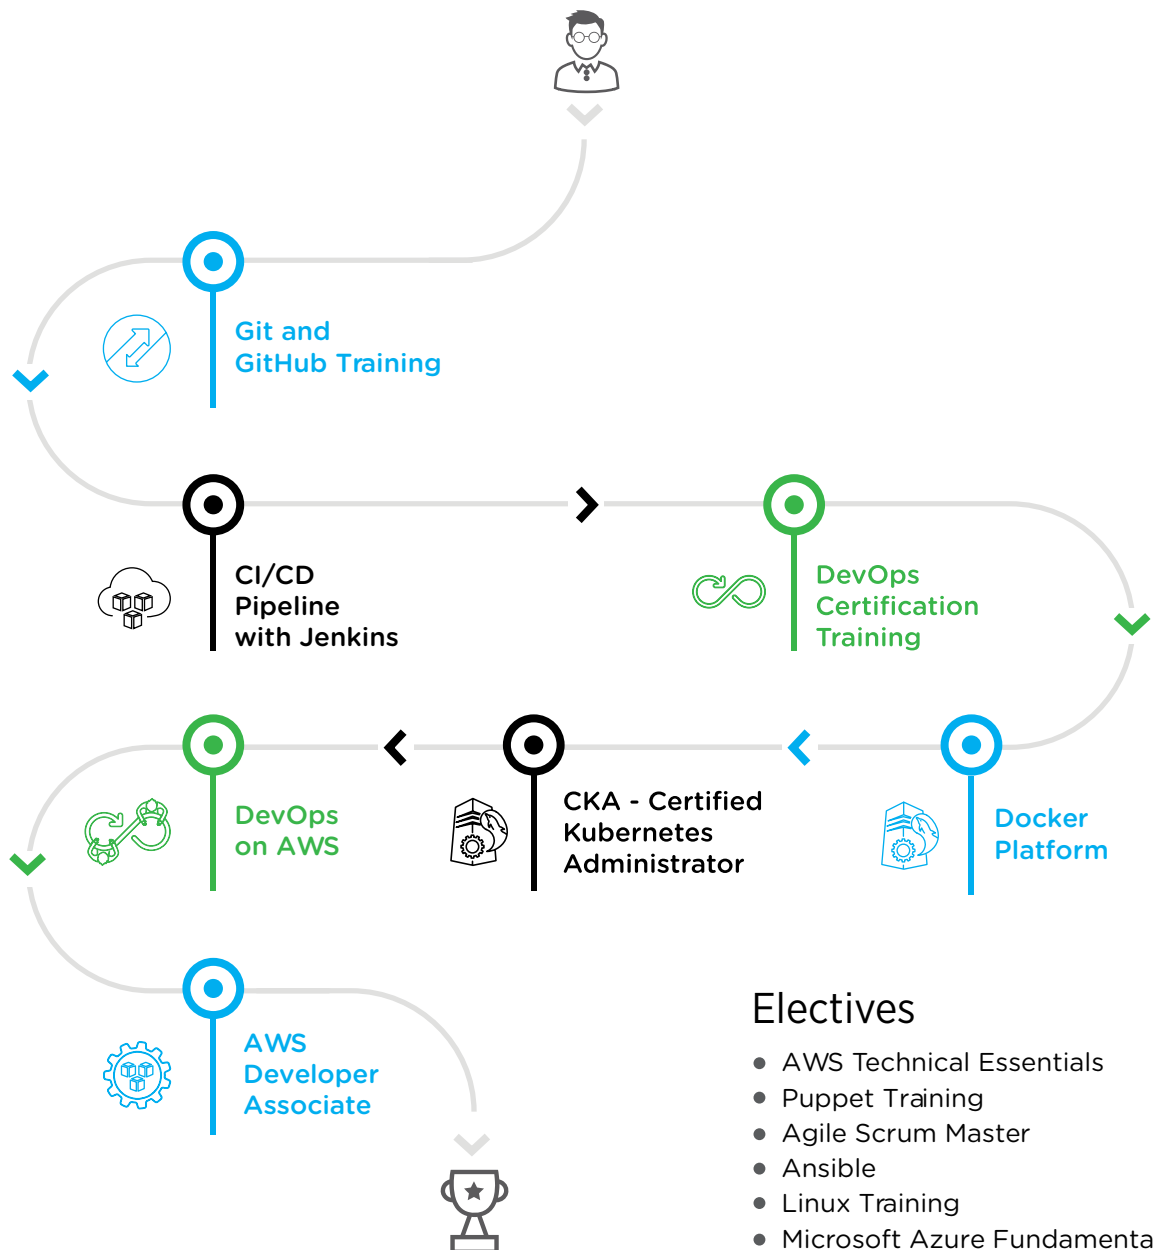 Git and
GitHub Training
CI/CD
Pipeline
with Jenkins
DevOps
Certification
Training
DevOps
on AWS
CKA - Certified
Kubernetes
Administrator
Docker
Platform
AWS
Developer
Associate
Electives
AWS Technical Essentials
Puppet Training
Agile Scrum Master
Ansible
Linux Training
Microsoft Azure Fundamenta